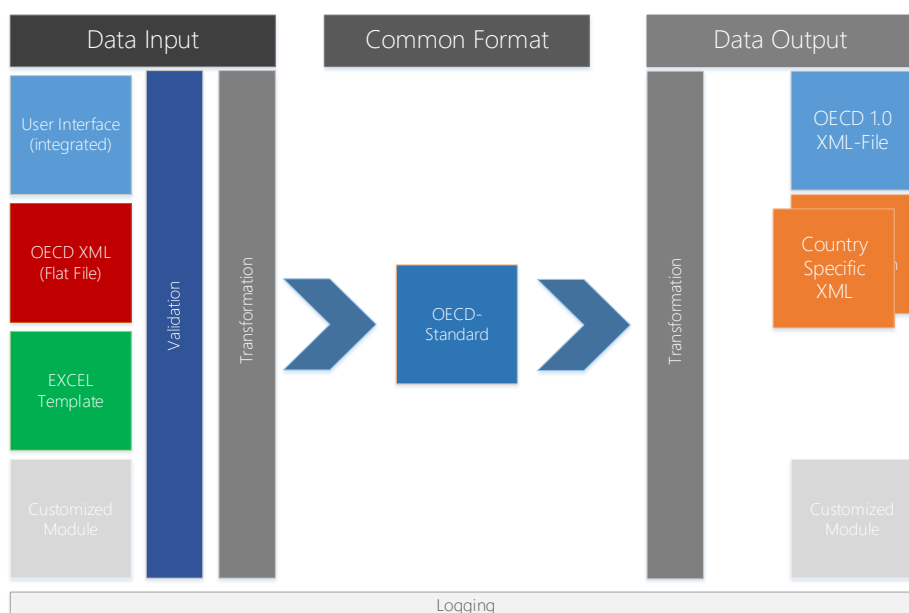 Data Input
Common Format
Data Output
User Interface
(integrated)
OECD XML
(Flat File)
EXCEL
Template
Customized
Module
Validation
Transformation
OECD-
Standard
Transformation
OECD 1.0
XML-File
Country
Specific
XML
Customized
Module
Logging